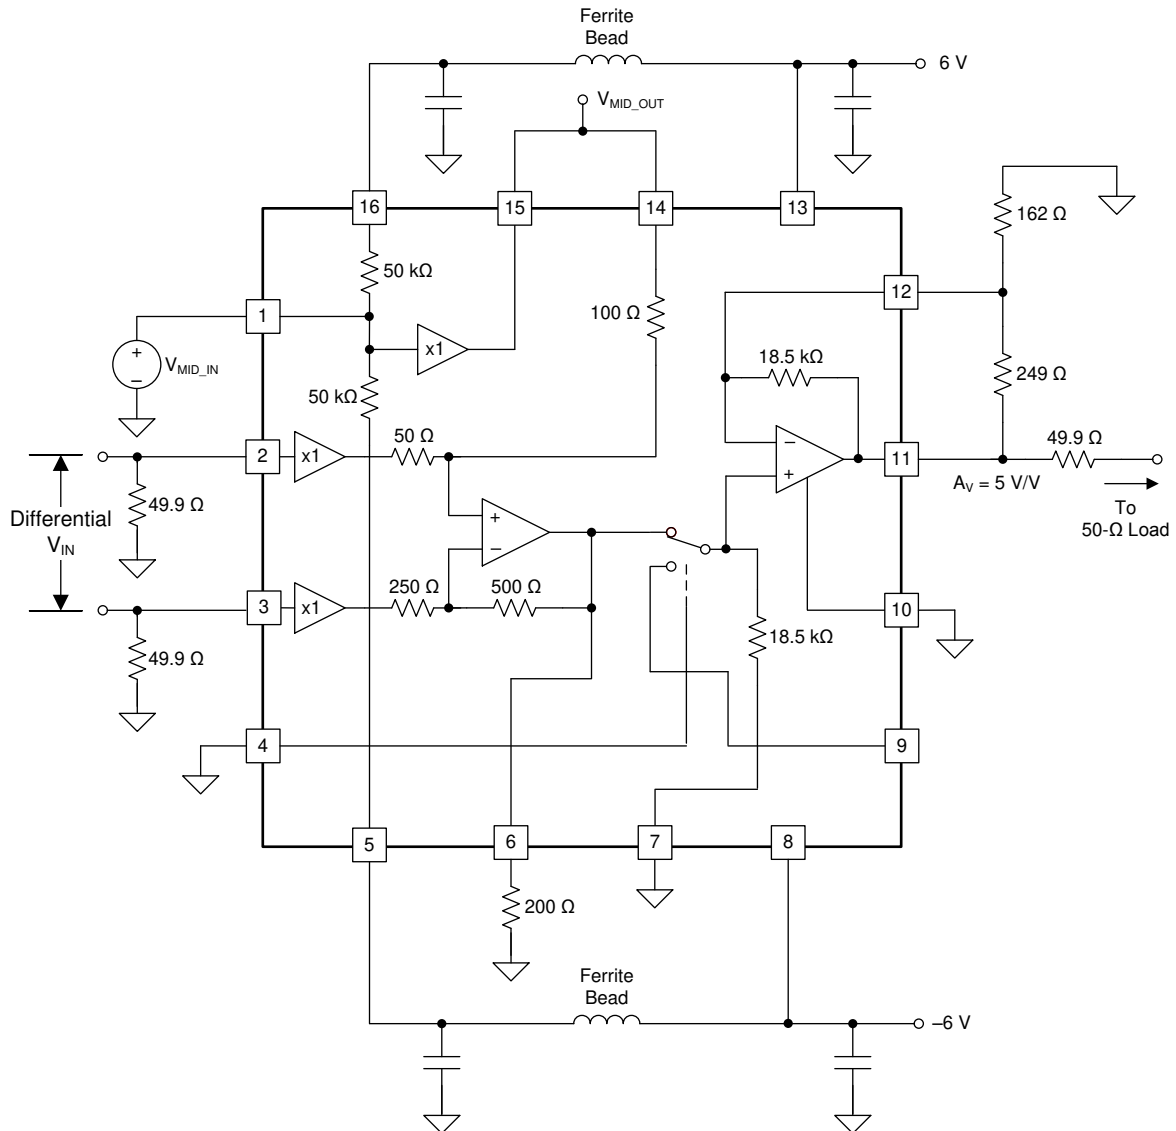 Ferrite
Bead
6 V
V_MID_OUT
16
15
14
13
162 Ω
50 kΩ
1
12
100 Ω
x1
18.5 kΩ
V_MID_IN
+
−
249 Ω
50 kΩ
50 Ω
49.9 Ω
2
x1
−
+
11
A_V = 5 V/V
To
50-Ω Load
49.9 Ω
Differential
V_IN
+
−
250 Ω
500 Ω
3
x1
10
18.5 kΩ
49.9 Ω
4
9
5
6
7
8
200 Ω
Ferrite
Bead
–6 V